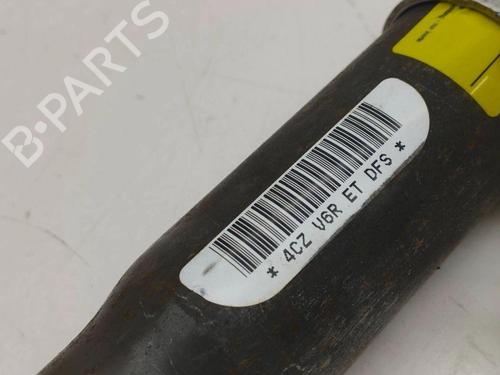 B-PARTS
* 4CZ V6R ET DFS *